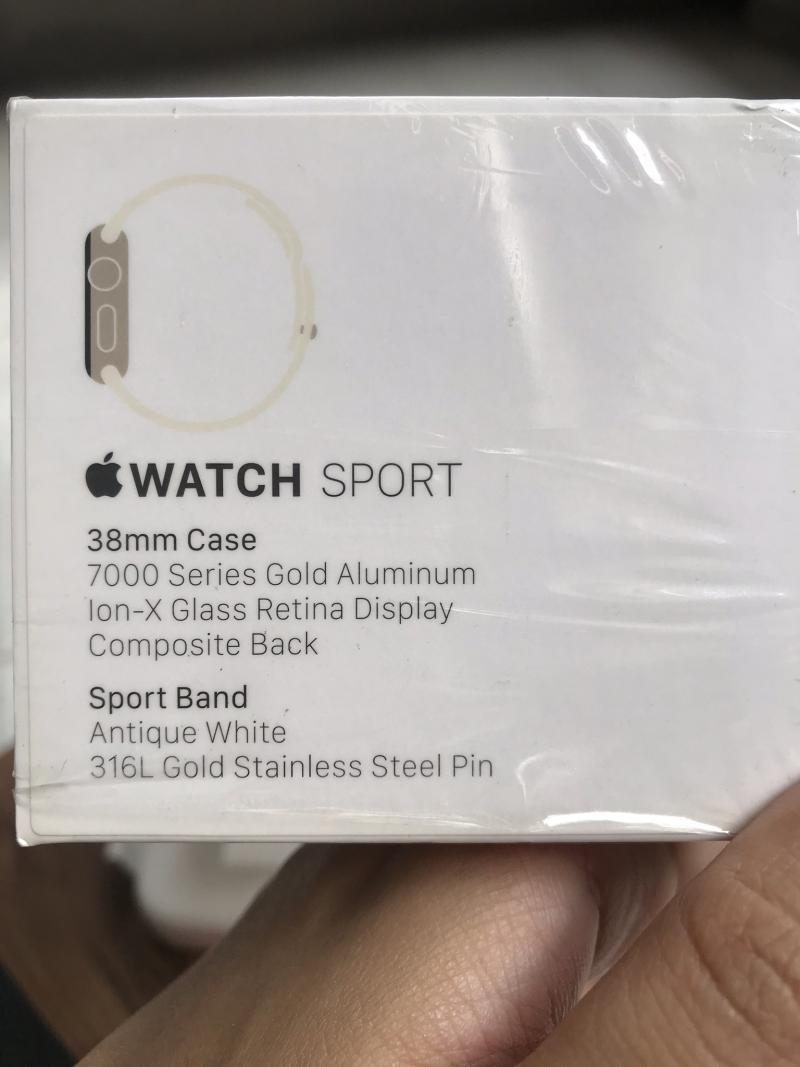 WATCH SPORT
38mm Case
7000 Series Gold Aluminum
Ion-X Glass Retina Display
Composite Back
Sport Band
Antique White
316L Gold Stainless Steel Pin